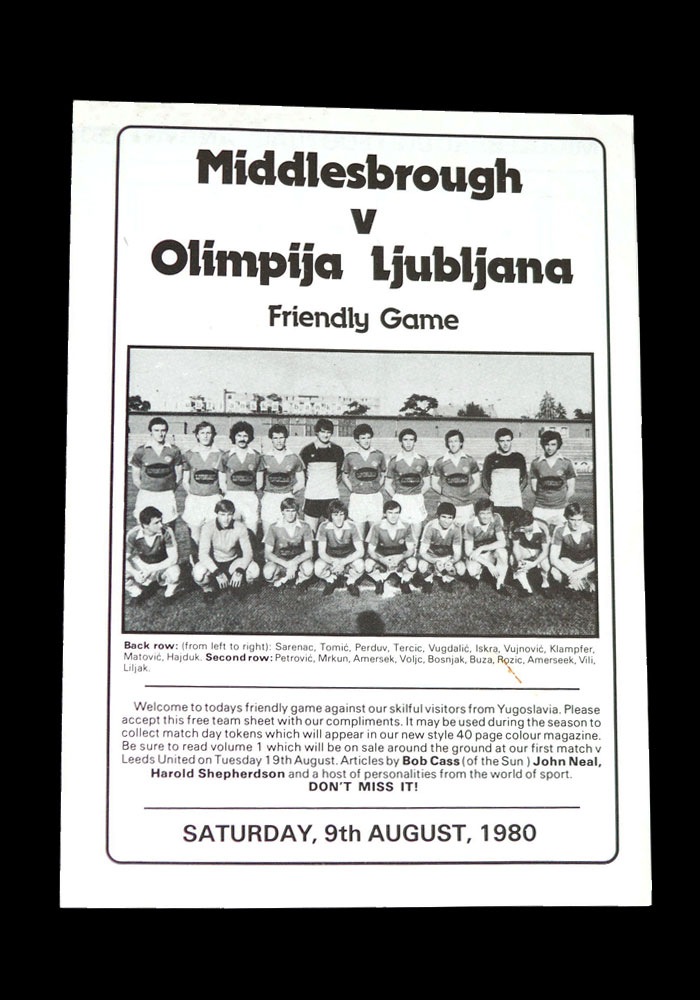 Middlesbrough
v
Olimpija Ljubljana
Friendly Game
Back row: (from left to right): Sarenac, Tomić, Perduv, Tercic, Vugdalić, Iskra, Vujnović, Klampfer,
Matović, Hajduk. Second row: Petrović, Mrkun, Amersek, Voljc, Bosnjak, Buza, Rozic, Amerseek, Vili,
Liljak.
Welcome to todays friendly game against our skilful visitors from Yugoslavia. Please
accept this free team sheet with our compliments. It may be used during the season to
collect match day tokens which will appear in our new style 40 page colour magazine.
Be sure to read volume 1 which will be on sale around the ground at our first match v
Leeds United on Tuesday 19th August. Articles by Bob Cass (of the Sun ) John Neal,
Harold Shepherdson and a host of personalities from the world of sport.
DON'T MISS IT!
SATURDAY, 9th AUGUST, 1980